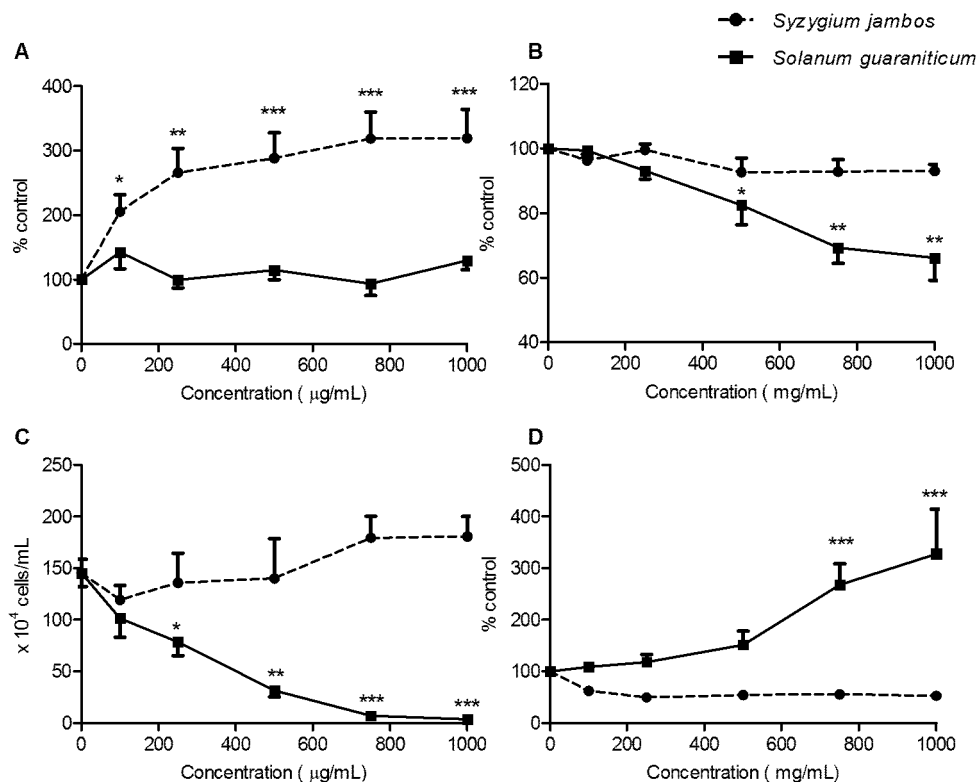 Syzygium jambos
Solanum guaraniticum
A
400
300
200
100
0
% control
* ** *** *** ***
0 200 400 600 800 1000
Concentration ( μg/mL)
B
120
100
80
60
40
% control
* ** **
0 200 400 600 800 1000
Concentration ( mg/mL)
C
250
200
150
100
50
0
x 10⁴ cells/mL
* ** *** ***
0 200 400 600 800 1000
Concentration ( μg/mL)
D
500
400
300
200
100
0
% control
*** ***
0 200 400 600 800 1000
Concentration ( mg/mL)